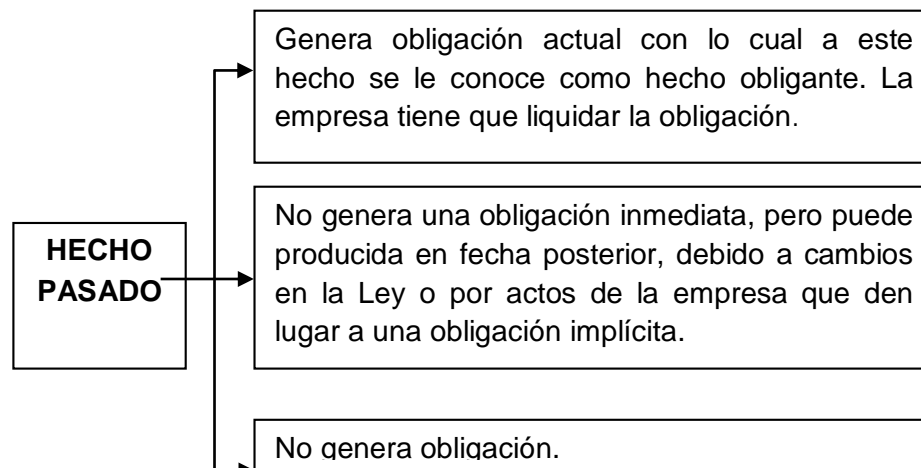 Genera obligación actual con lo cual a este
hecho se le conoce como hecho obligante. La
empresa tiene que liquidar la obligación.
HECHO
PASADO
No genera una obligación inmediata, pero puede
producida en fecha posterior, debido a cambios
en la Ley o por actos de la empresa que den
lugar a una obligación implícita.
No genera obligación.